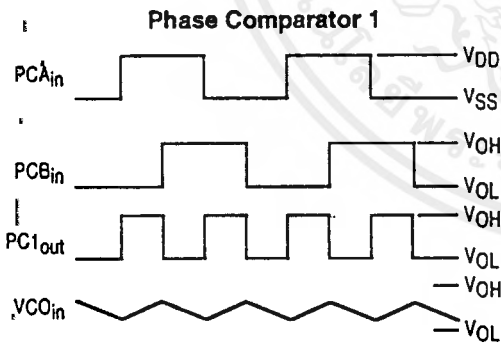 Phase Comparator 1
PCAin
VDD
VSS
PCBin
VOH
VOL
PC1out
VOH
VOL
VCOin
VOH
VOL